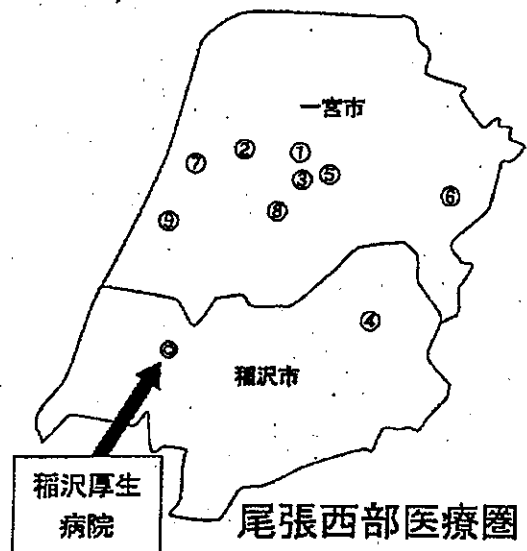 一宮市
②
①
⑦
③
⑤
⑥
⑧
⑨
④
◎
稲沢市
稲沢厚生
病院
尾張西部医療圏